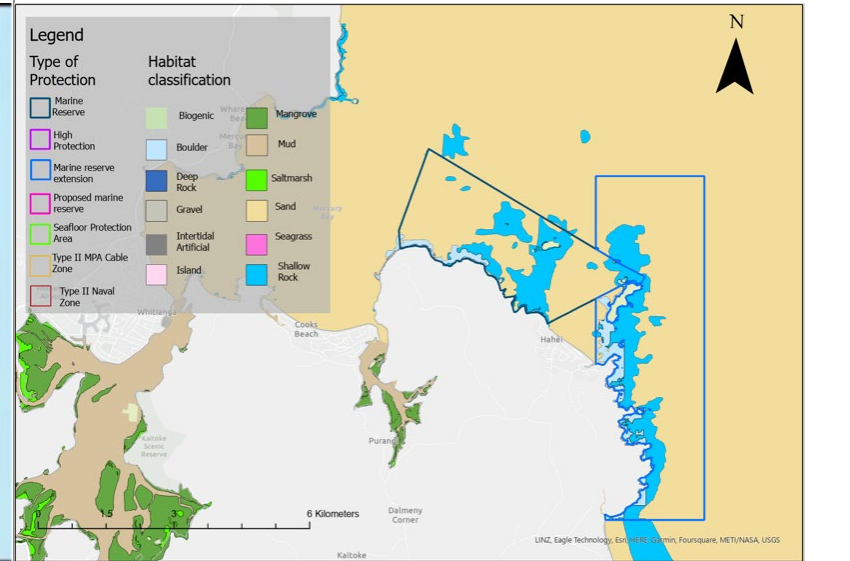 N
Legend
Type of
Protection
Marine
Reserve
High
Protection
Marine reserve
extension
Proposed marine
reserve
Seafloor Protection
Area
Type II MPA Cable
Zone
Type II Naval
Zone
Habitat
classification
Biogenic
Boulder
Deep
Rock
Gravel
Intertidal
Artificial
Island
Mangrove
Mud
Saltmarsh
Sand
Seagrass
Shallow
Rock
Mercury
Bay
Whitianga
Cooks
Beach
Hahei
Kaitoke
Scenic
Reserve
Purangi
Dalmeny
Corner
Kaitoke
0 1.5 3 6 Kilometers
LINZ, Eagle Technology, Esri, HERE, Garmin, Foursquare, METI/NASA, USGS